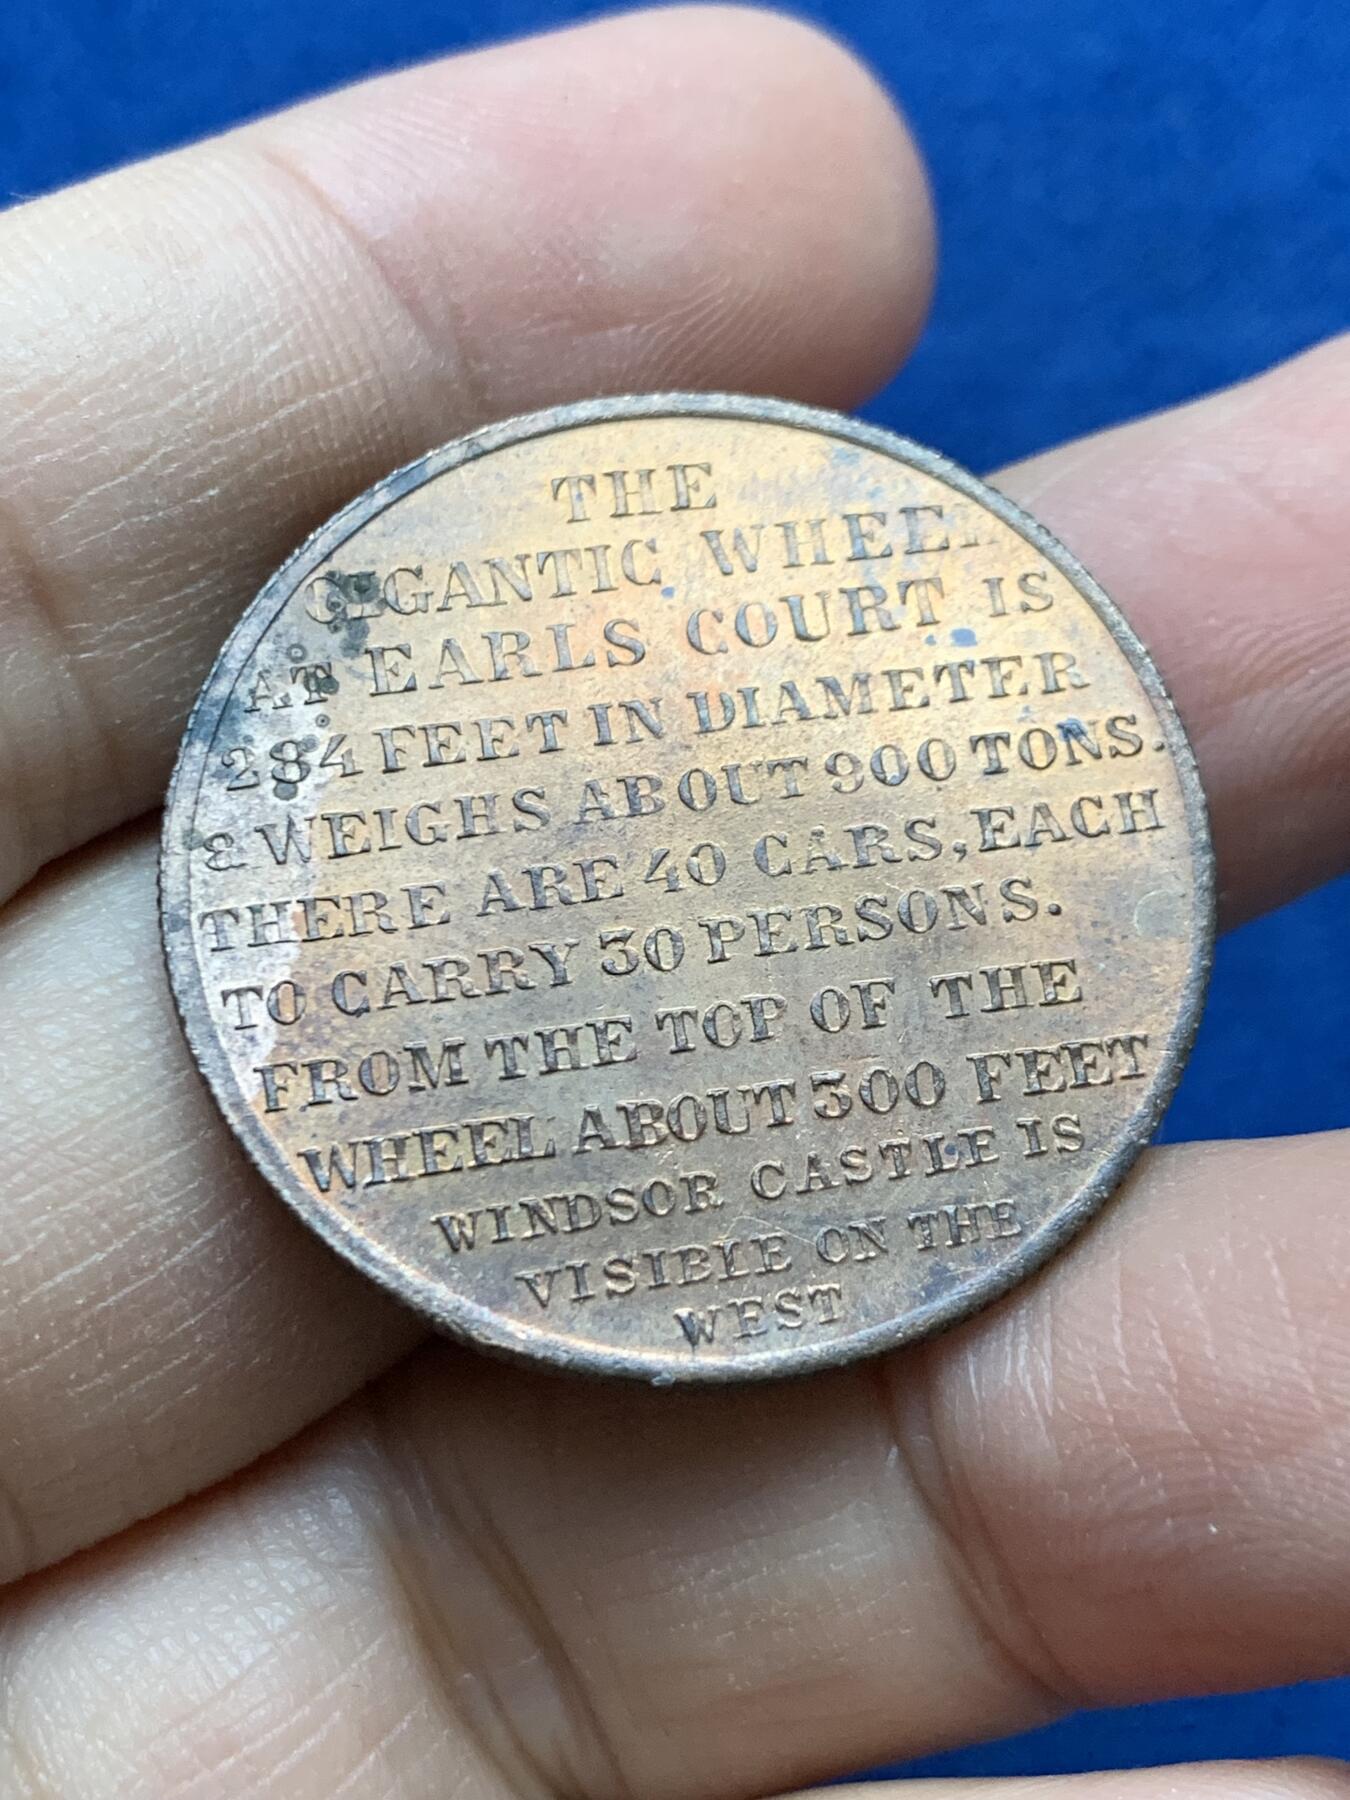 THE
GIGANTIC WHEEL
AT EARLS COURT IS
284 FEET IN DIAMETER
& WEIGHS ABOUT 900 TONS.
THERE ARE 40 CARS, EACH
TO CARRY 30 PERSONS.
FROM THE TOP OF THE
WHEEL ABOUT 300 FEET
WINDSOR CASTLE IS
VISIBLE ON THE
WEST